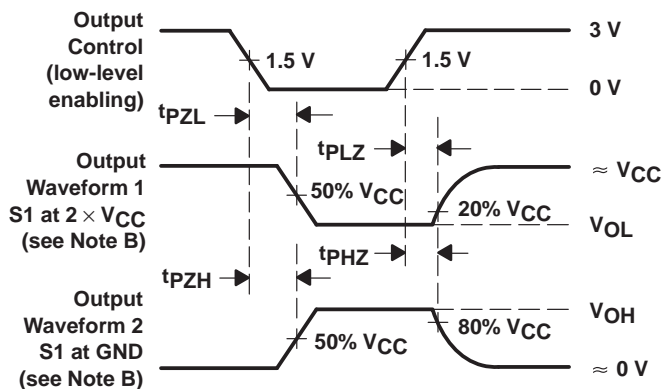 Output
Control
(low-level
enabling)
1.5 V
1.5 V
3 V
0 V
tPZL
tPLZ
Output
Waveform 1
S1 at 2 × VCC
(see Note B)
50% VCC
20% VCC
≈ VCC
VOL
tPZH
tPHZ
Output
Waveform 2
S1 at GND
(see Note B)
50% VCC
80% VCC
VOH
≈ 0 V